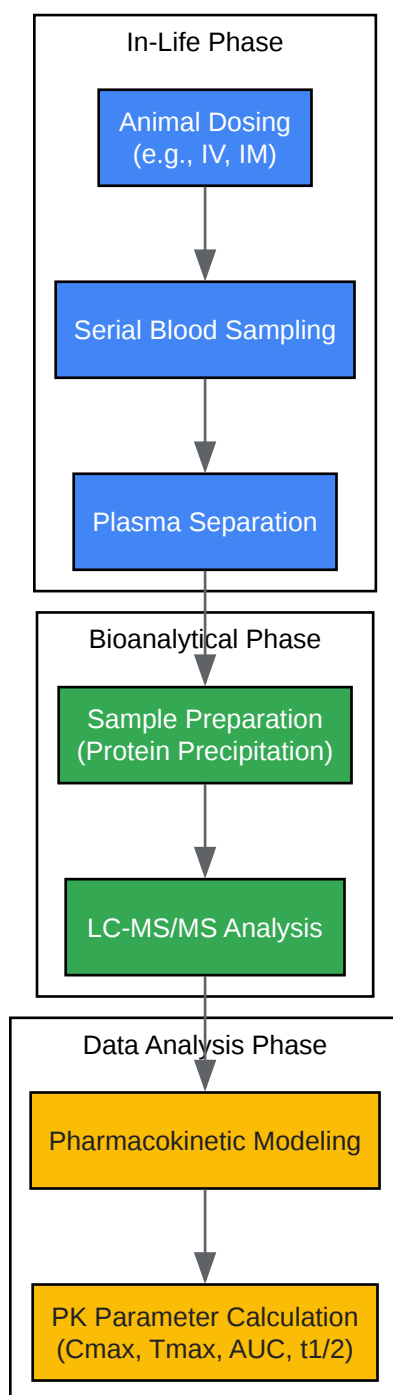 In-Life Phase
Animal Dosing
(e.g., IV, IM)
Serial Blood Sampling
Plasma Separation
Bioanalytical Phase
Sample Preparation
(Protein Precipitation)
LC-MS/MS Analysis
Data Analysis Phase
Pharmacokinetic Modeling
PK Parameter Calculation
(Cmax, Tmax, AUC, t1/2)